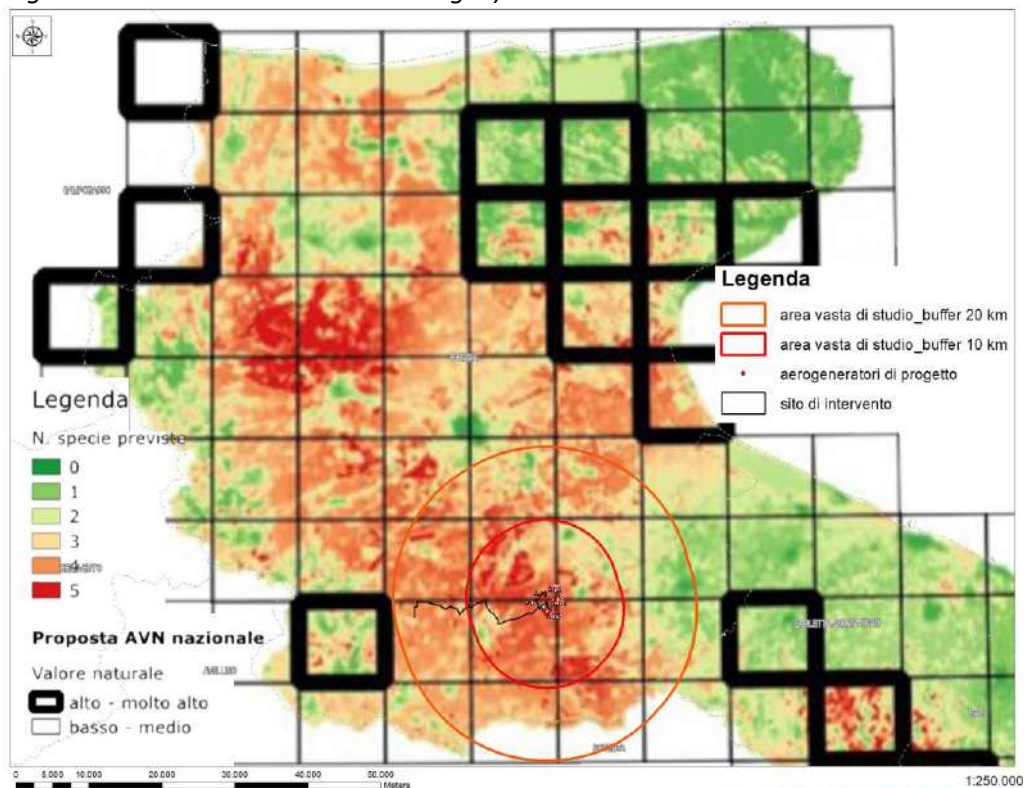 Legenda
area vasta di studio_buffer 20 km
area vasta di studio_buffer 10 km
aerogeneratori di progetto
sito di intervento
Legenda
N. specie previste
0
1
2
3
4
5
Proposta AVN nazionale
Valore naturale
alto - molto alto
basso - medio
AVELLINO
0 5.000 10.000 20.000 30.000 40.000 50.000
Meters
1:250.000